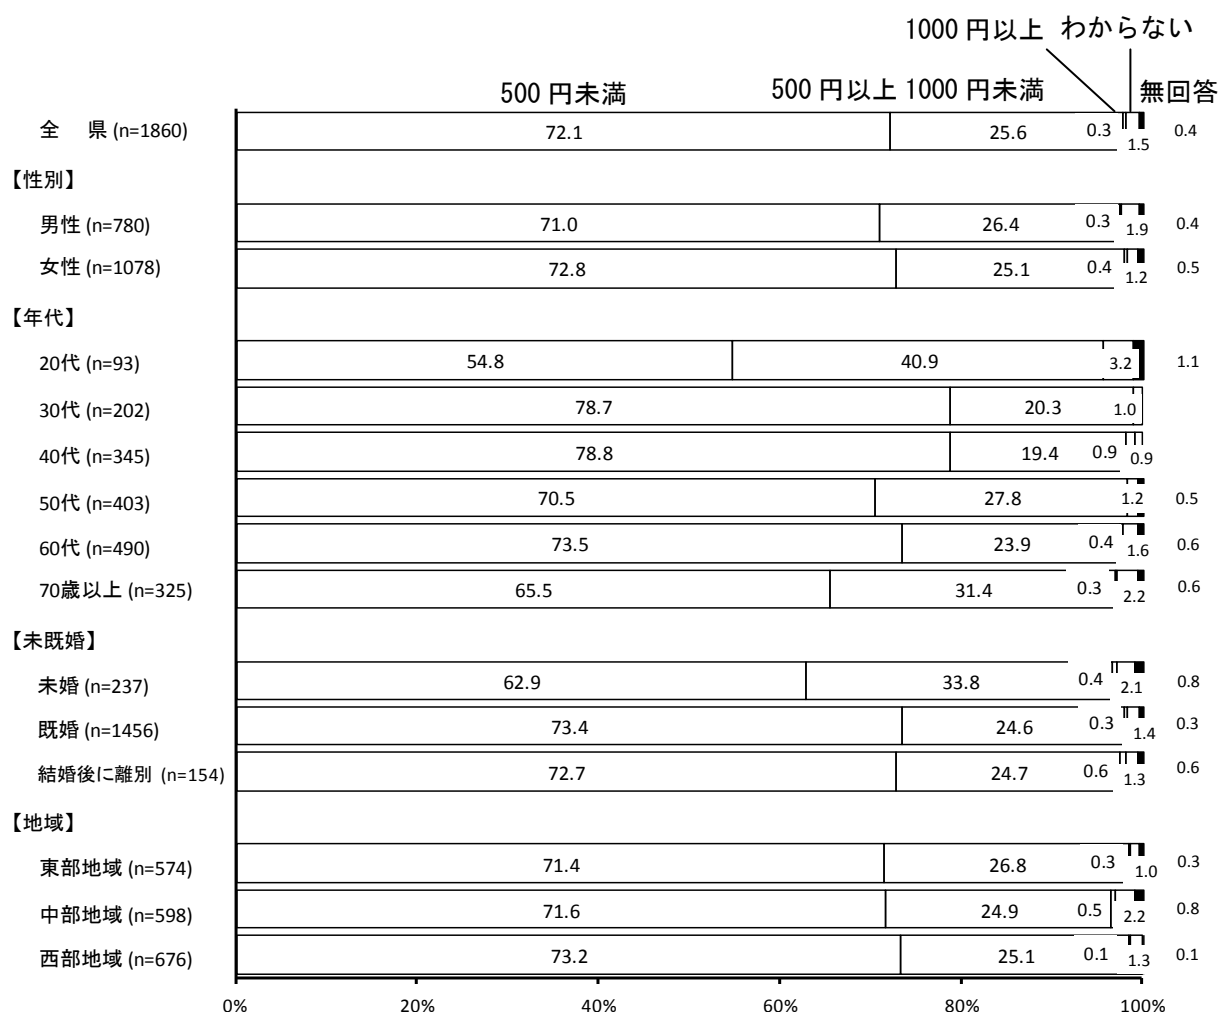 1000 円以上 わからない
500 円未満 500 円以上 1000 円未満 無回答
全 県 (n=1860) 72.1 25.6 0.3 1.5 0.4
【性別】
男性 (n=780) 71.0 26.4 0.3 1.9 0.4
女性 (n=1078) 72.8 25.1 0.4 1.2 0.5
【年代】
20代 (n=93) 54.8 40.9 3.2 1.1
30代 (n=202) 78.7 20.3 1.0
40代 (n=345) 78.8 19.4 0.9 0.9
50代 (n=403) 70.5 27.8 1.2 0.5
60代 (n=490) 73.5 23.9 0.4 1.6 0.6
70歳以上 (n=325) 65.5 31.4 0.3 2.2 0.6
【未既婚】
未婚 (n=237) 62.9 33.8 0.4 2.1 0.8
既婚 (n=1456) 73.4 24.6 0.3 1.4 0.3
結婚後に離別 (n=154) 72.7 24.7 0.6 1.3 0.6
【地域】
東部地域 (n=574) 71.4 26.8 0.3 1.0 0.3
中部地域 (n=598) 71.6 24.9 0.5 2.2 0.8
西部地域 (n=676) 73.2 25.1 0.1 1.3 0.1
0% 20% 40% 60% 80% 100%